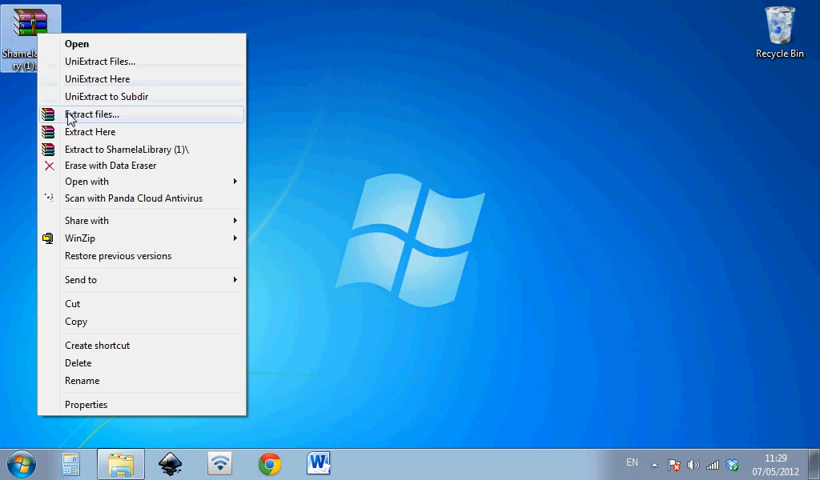 Open
UniExtract Files...
UniExtract Here
UniExtract to Subdir
Extract files...
Extract Here
Extract to ShamelaLibrary (1)\
Erase with Data Eraser
Open with
Scan with Panda Cloud Antivirus
Share with
WinZip
Restore previous versions
Send to
Cut
Copy
Create shortcut
Delete
Rename
Properties
Recycle Bin
EN
11:29
07/05/2012